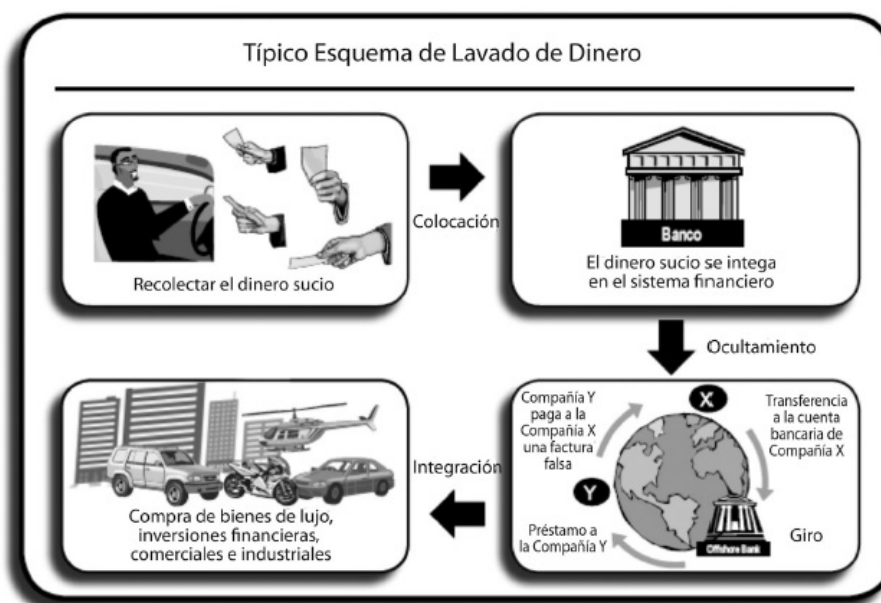 Típico Esquema de Lavado de Dinero
Recolectar el dinero sucio
Colocación
Banco
El dinero sucio se intega
en el sistema financiero
Ocultamiento
Compañía Y
paga a la
Compañía X
una factura
falsa
X
Transferencia
a la cuenta
bancaria de
Compañía X
Y
Préstamo a
la Compañía Y
Offshore Bank
Giro
Integración
Compra de bienes de lujo,
inversiones financieras,
comerciales e industriales